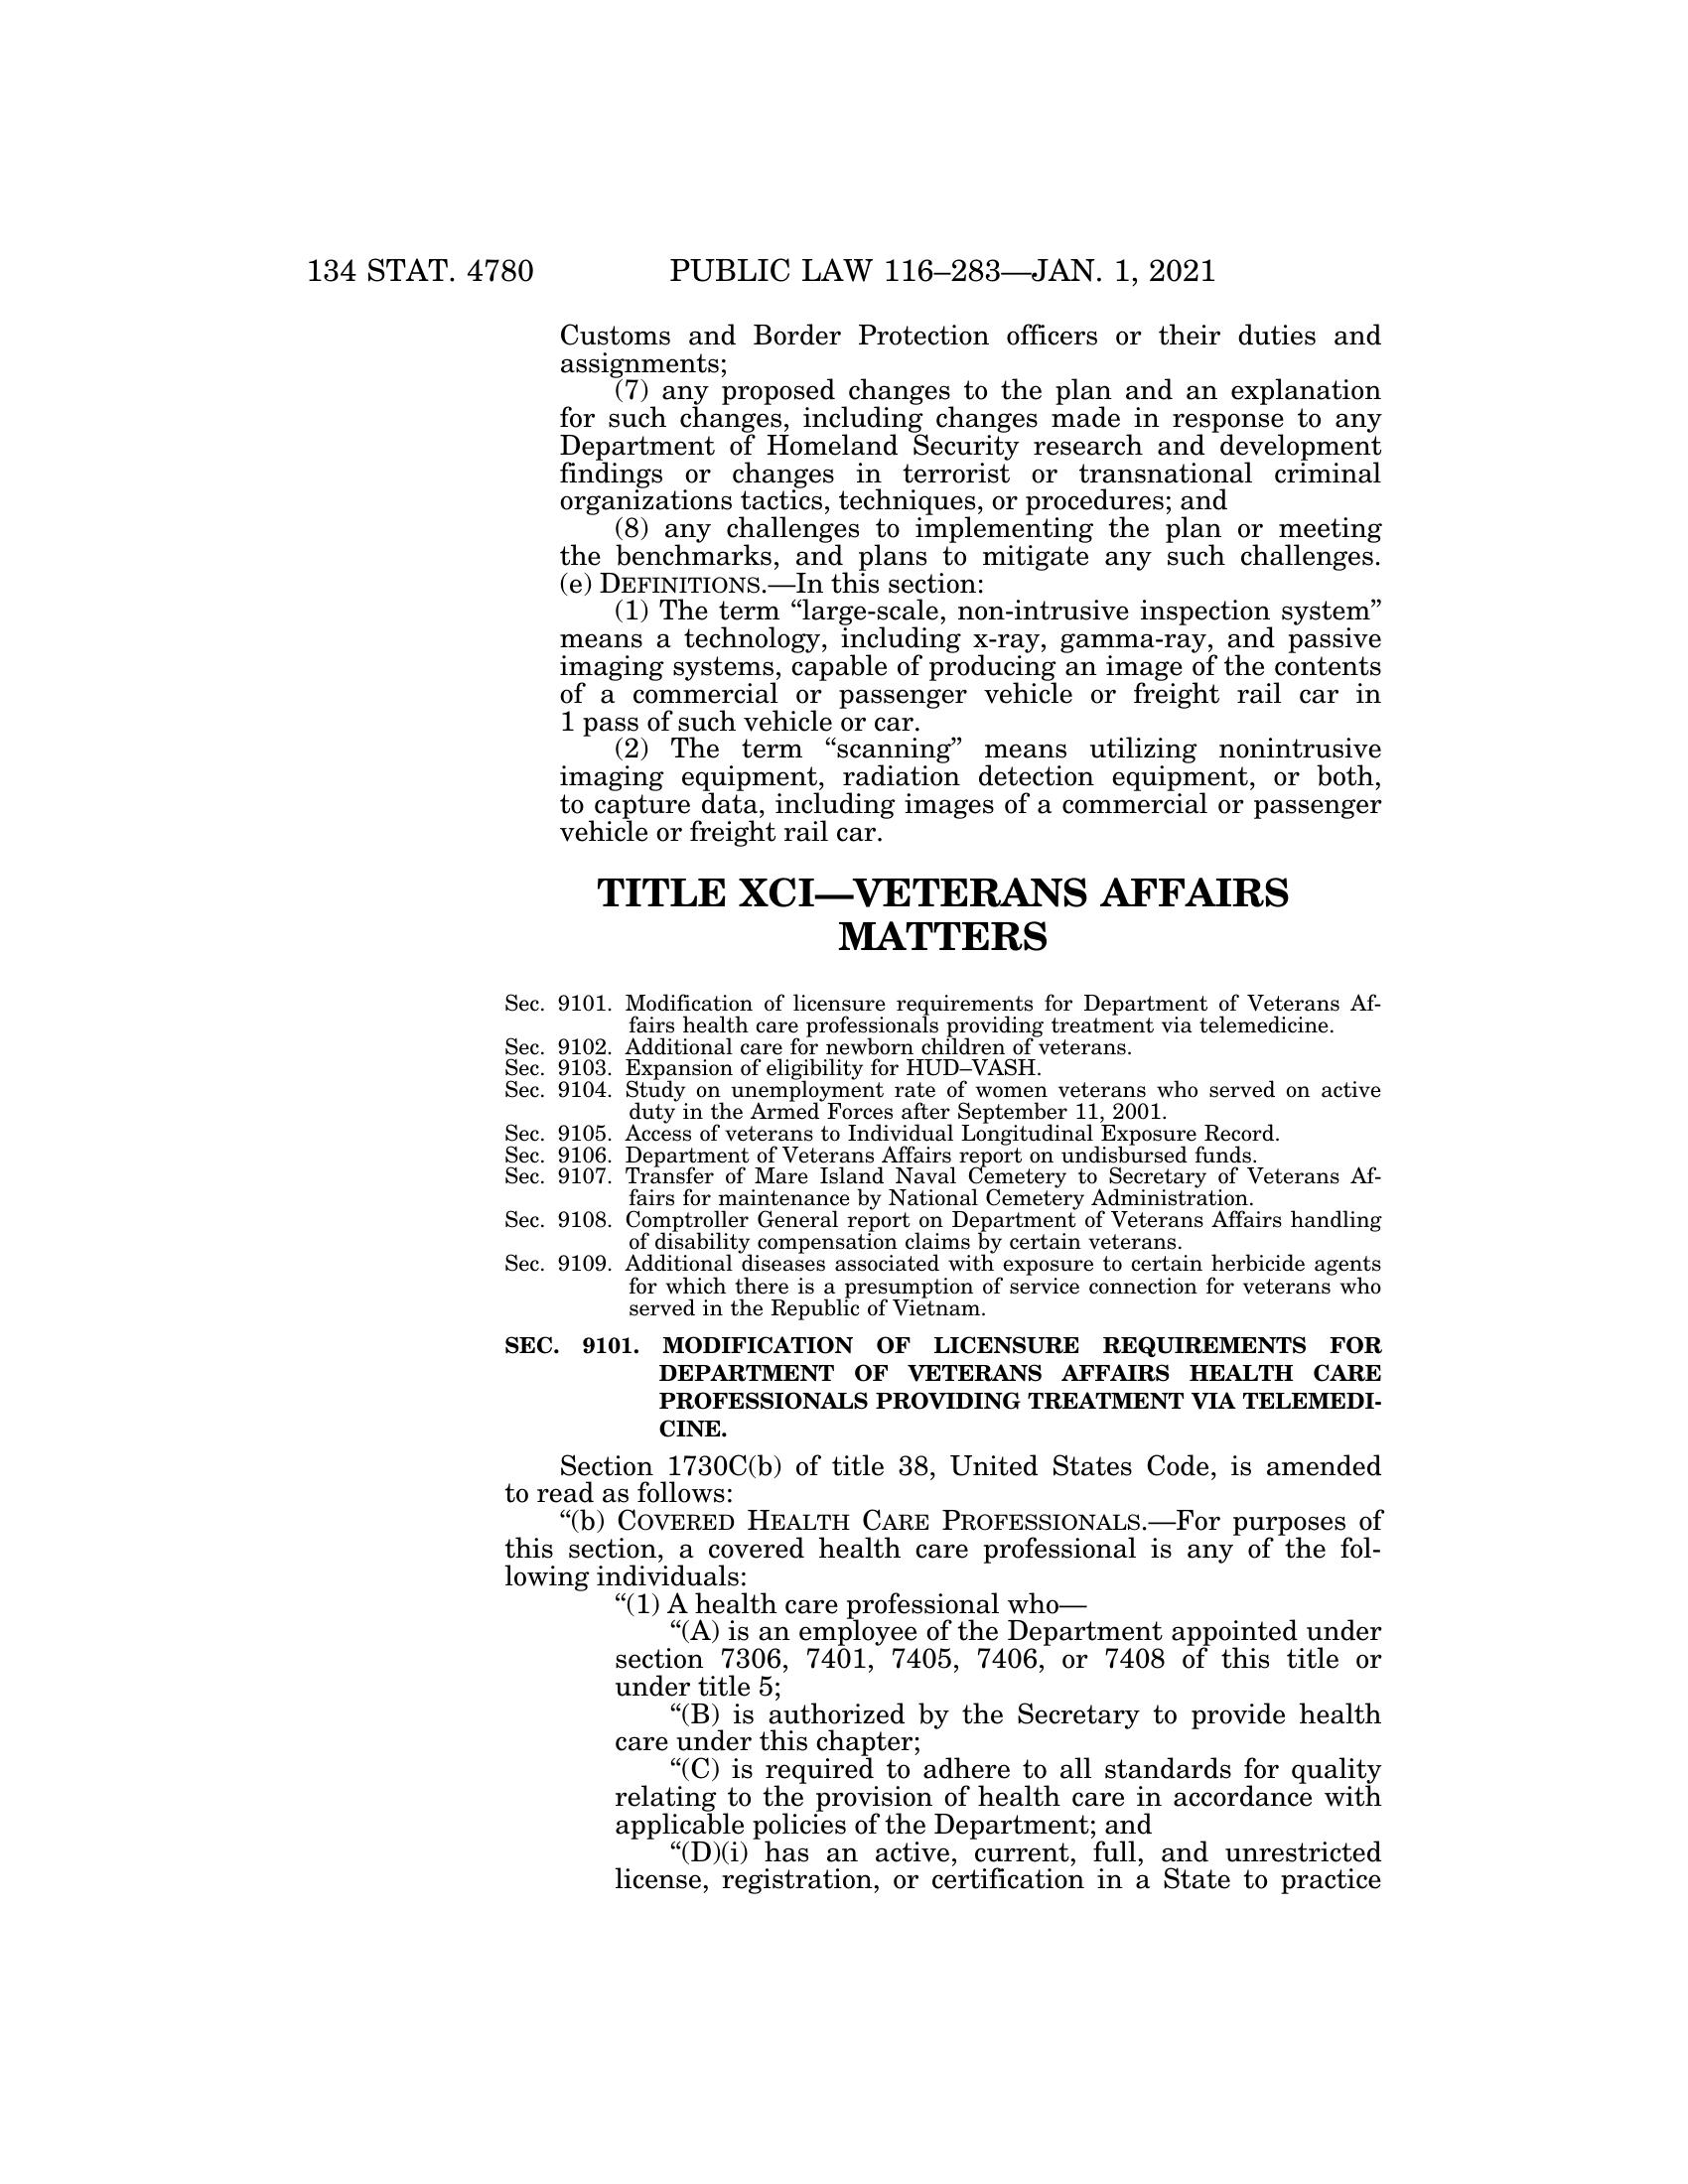 134 STAT. 4780
PUBLIC LAW 116–283—JAN. 1, 2021
Customs and Border Protection officers or their duties and
assignments;
(7) any proposed changes to the plan and an explanation
for such changes, including changes made in response to any
Department of Homeland Security research and development
findings or changes in terrorist or transnational criminal
organizations tactics, techniques, or procedures; and
(8) any challenges to implementing the plan or meeting
the benchmarks, and plans to mitigate any such challenges.
(e) DEFINITIONS.—In this section:
(1) The term “large-scale, non-intrusive inspection system”
means a technology, including x-ray, gamma-ray, and passive
imaging systems, capable of producing an image of the contents
of a commercial or passenger vehicle or freight rail car in
1 pass of such vehicle or car.
(2) The term “scanning” means utilizing nonintrusive
imaging equipment, radiation detection equipment, or both,
to capture data, including images of a commercial or passenger
vehicle or freight rail car.
TITLE XCI—VETERANS AFFAIRS
MATTERS
Sec. 9101. Modification of licensure requirements for Department of Veterans Af-
fairs health care professionals providing treatment via telemedicine.
Sec. 9102. Additional care for newborn children of veterans.
Sec. 9103. Expansion of eligibility for HUD–VASH.
Sec. 9104. Study on unemployment rate of women veterans who served on active
duty in the Armed Forces after September 11, 2001.
Sec. 9105. Access of veterans to Individual Longitudinal Exposure Record.
Sec. 9106. Department of Veterans Affairs report on undisbursed funds.
Sec. 9107. Transfer of Mare Island Naval Cemetery to Secretary of Veterans Af-
fairs for maintenance by National Cemetery Administration.
Sec. 9108. Comptroller General report on Department of Veterans Affairs handling
of disability compensation claims by certain veterans.
Sec. 9109. Additional diseases associated with exposure to certain herbicide agents
for which there is a presumption of service connection for veterans who
served in the Republic of Vietnam.
SEC. 9101. MODIFICATION OF LICENSURE REQUIREMENTS FOR
DEPARTMENT OF VETERANS AFFAIRS HEALTH CARE
PROFESSIONALS PROVIDING TREATMENT VIA TELEMEDI-
CINE.
Section 1730C(b) of title 38, United States Code, is amended
to read as follows:
“(b) COVERED HEALTH CARE PROFESSIONALS.—For purposes of
this section, a covered health care professional is any of the fol-
lowing individuals:
“(1) A health care professional who—
“(A) is an employee of the Department appointed under
section 7306, 7401, 7405, 7406, or 7408 of this title or
under title 5;
“(B) is authorized by the Secretary to provide health
care under this chapter;
“(C) is required to adhere to all standards for quality
relating to the provision of health care in accordance with
applicable policies of the Department; and
“(D)(i) has an active, current, full, and unrestricted
license, registration, or certification in a State to practice